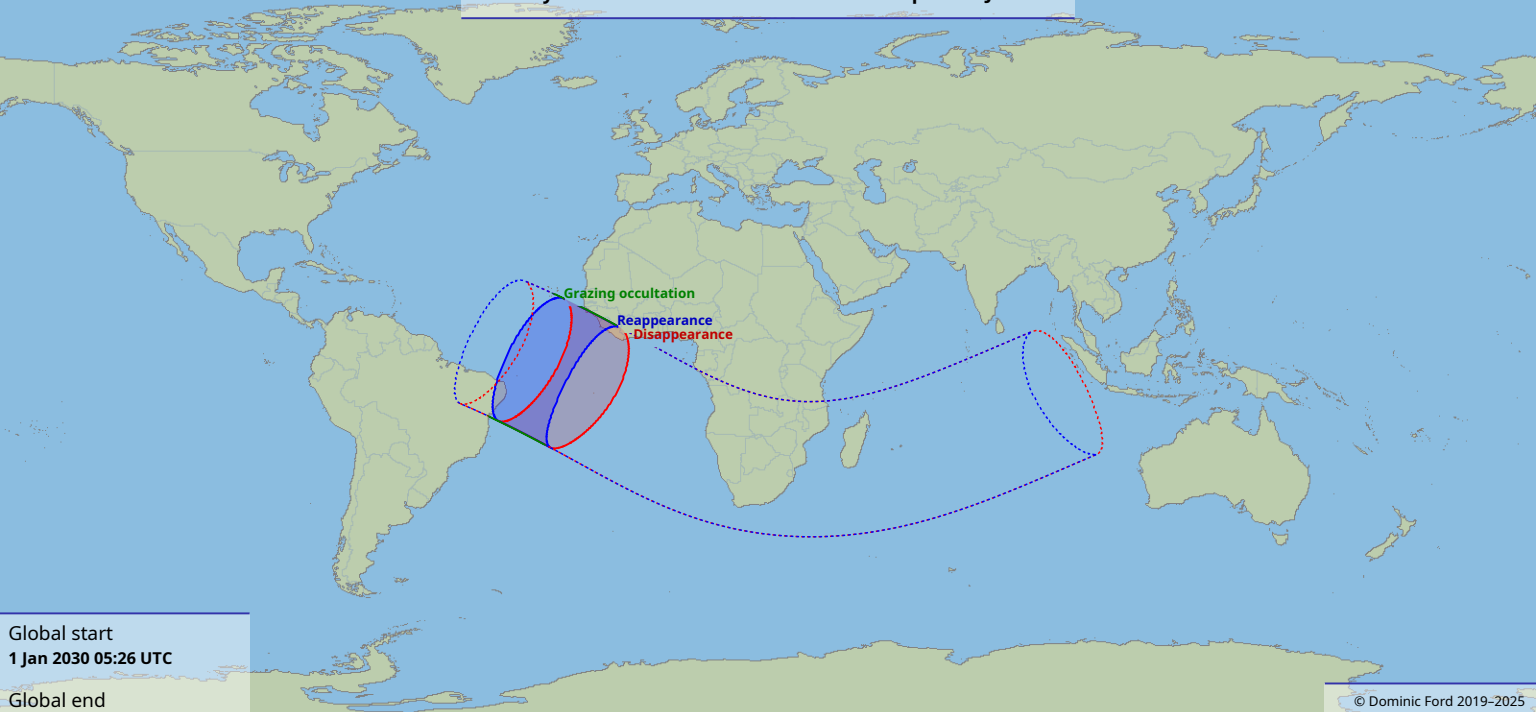 Grazing occultation
Reappearance
Disappearance
Global start
1 Jan 2030 05:26 UTC
Global end
© Dominic Ford 2019–2025